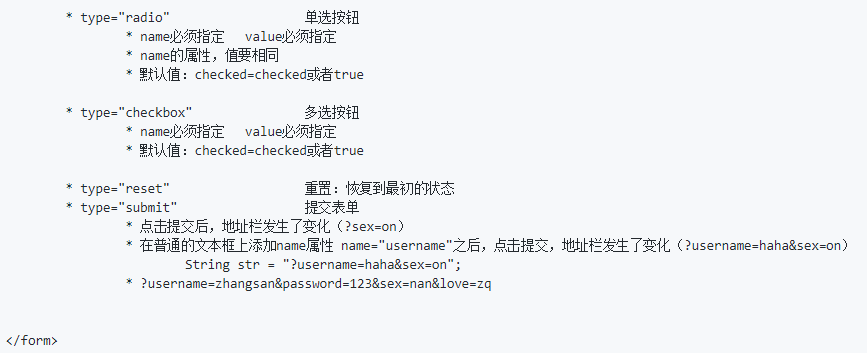 * type="radio" 单选按钮
* name必须指定 value必须指定
* name的属性，值要相同
* 默认值：checked=checked或者true
* type="checkbox" 多选按钮
* name必须指定 value必须指定
* 默认值：checked=checked或者true
* type="reset" 重置：恢复到最初的状态
* type="submit" 提交表单
* 点击提交后，地址栏发生了变化（?sex=on）
* 在普通的文本框上添加name属性 name="username"之后，点击提交，地址栏发生了变化（?username=haha&sex=on）
String str = "?username=haha&sex=on";
* ?username=zhangsan&password=123&sex=nan&love=zq
</form>